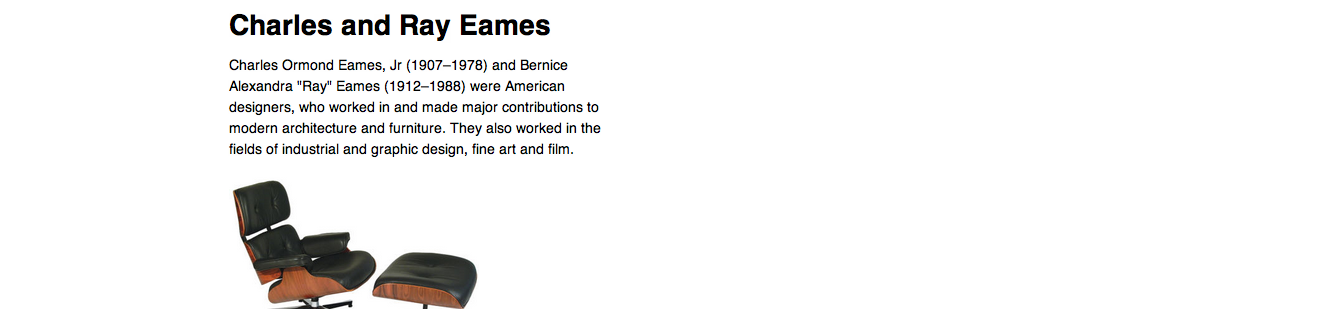 Charles and Ray Eames
Charles Ormond Eames, Jr (1907–1978) and Bernice
Alexandra "Ray" Eames (1912–1988) were American
designers, who worked in and made major contributions to
modern architecture and furniture. They also worked in the
fields of industrial and graphic design, fine art and film.